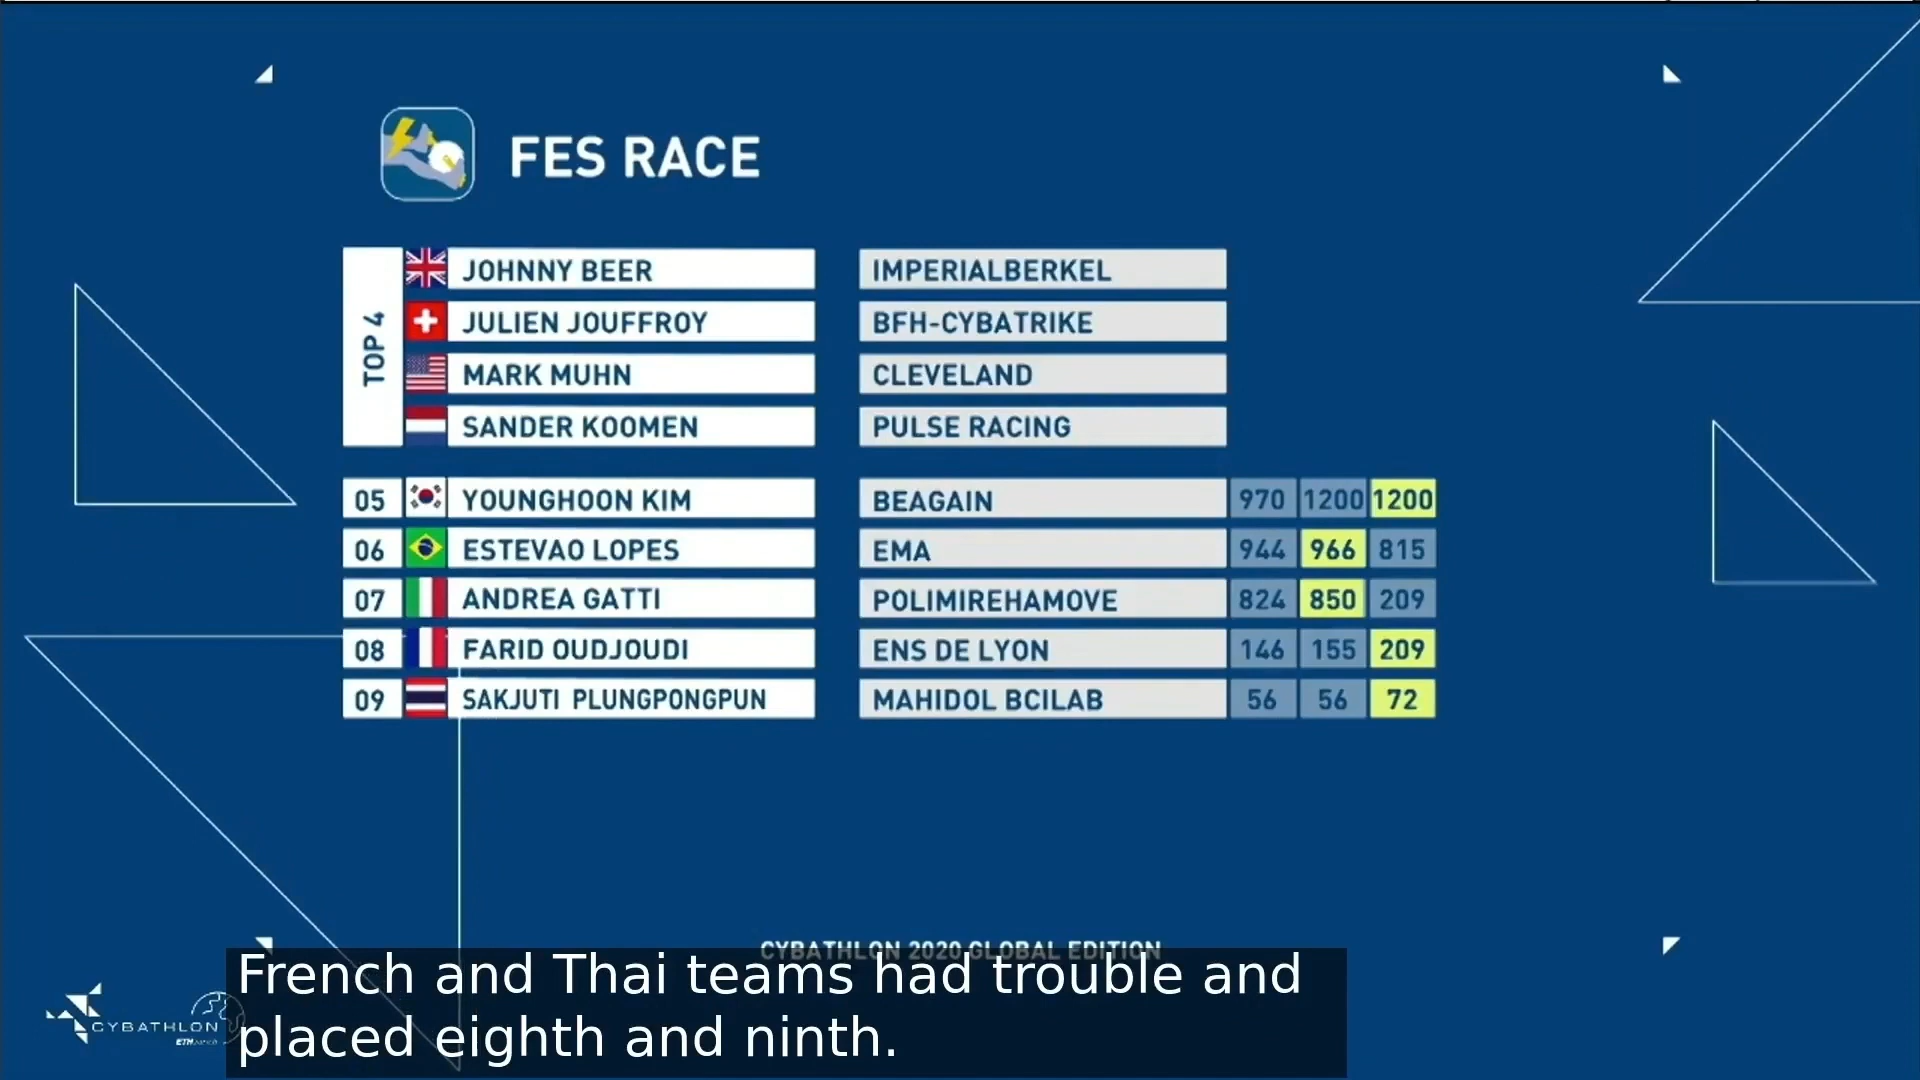 FES RACE
TOP 4
JOHNNY BEER IMPERIALBERKEL
JULIEN JOUFFROY BFH-CYBATRIKE
MARK MUHN CLEVELAND
SANDER KOOMEN PULSE RACING
05 YOUNGHOON KIM BEAGAIN 970 1200 1200
06 ESTEVAO LOPES EMA 944 966 815
07 ANDREA GATTI POLIMIREHAMOVE 824 850 209
08 FARID OUDJOUDI ENS DE LYON 146 155 209
09 SAKJUTI PLUNGPONGPUN MAHIDOL BCILAB 56 56 72
CYBATHLON 2020 GLOBAL EDITION
French and Thai teams had trouble and
placed eighth and ninth.
CYBATHLON
ETH